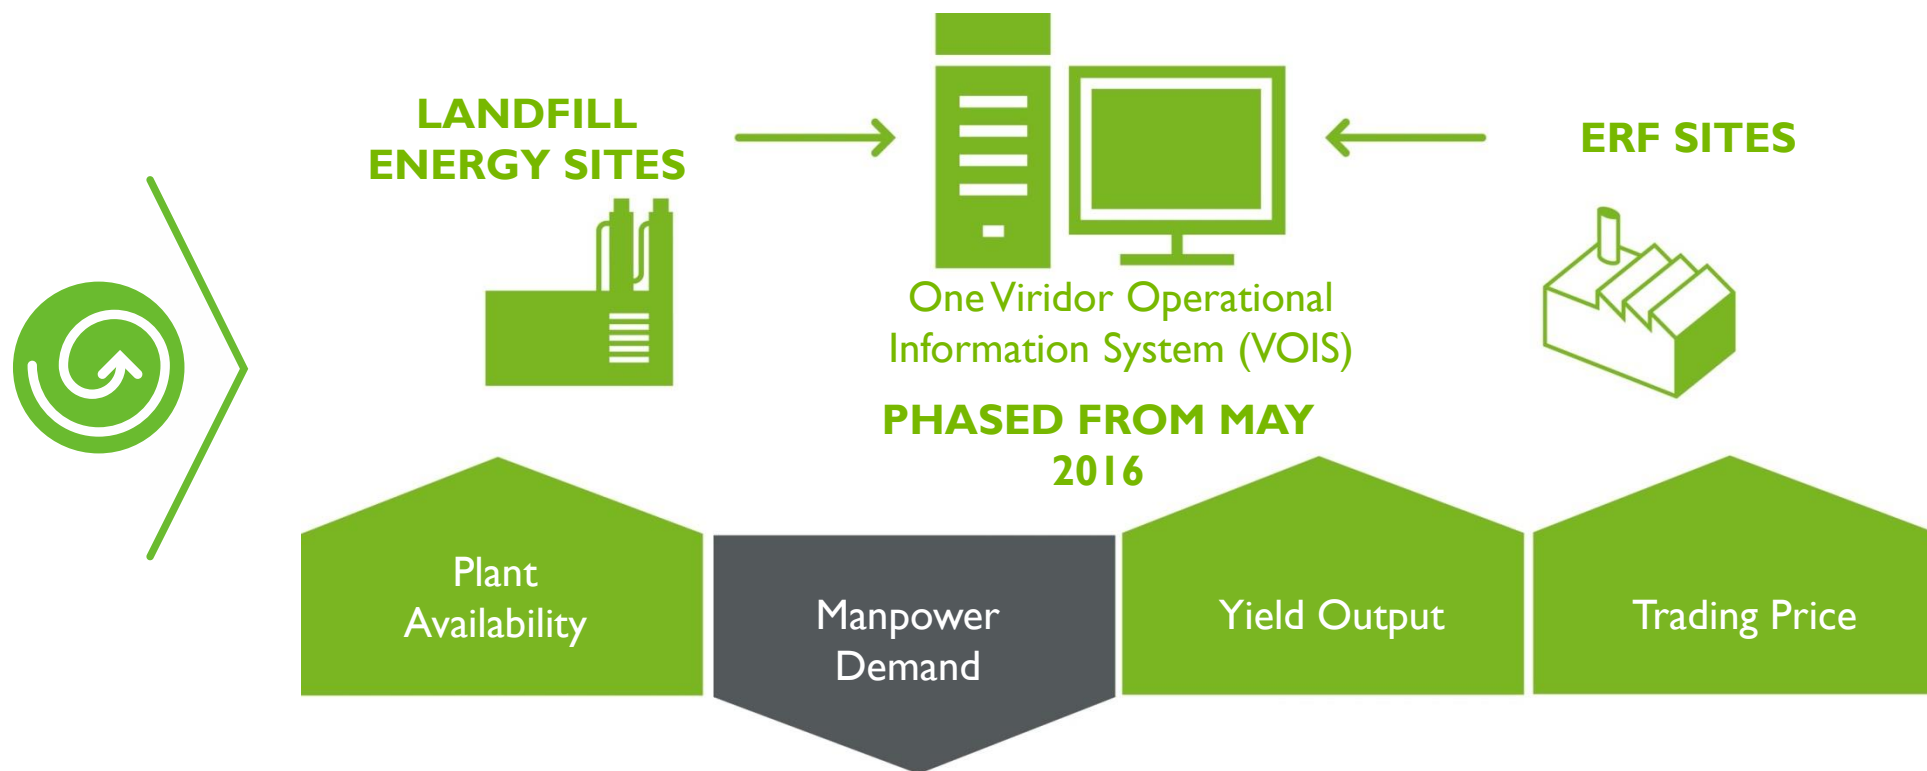 LANDFILL
ENERGY SITES
ERF SITES
One Viridor Operational
Information System (VOIS)
PHASED FROM MAY
2016
Plant
Availability
Manpower
Demand
Yield Output
Trading Price